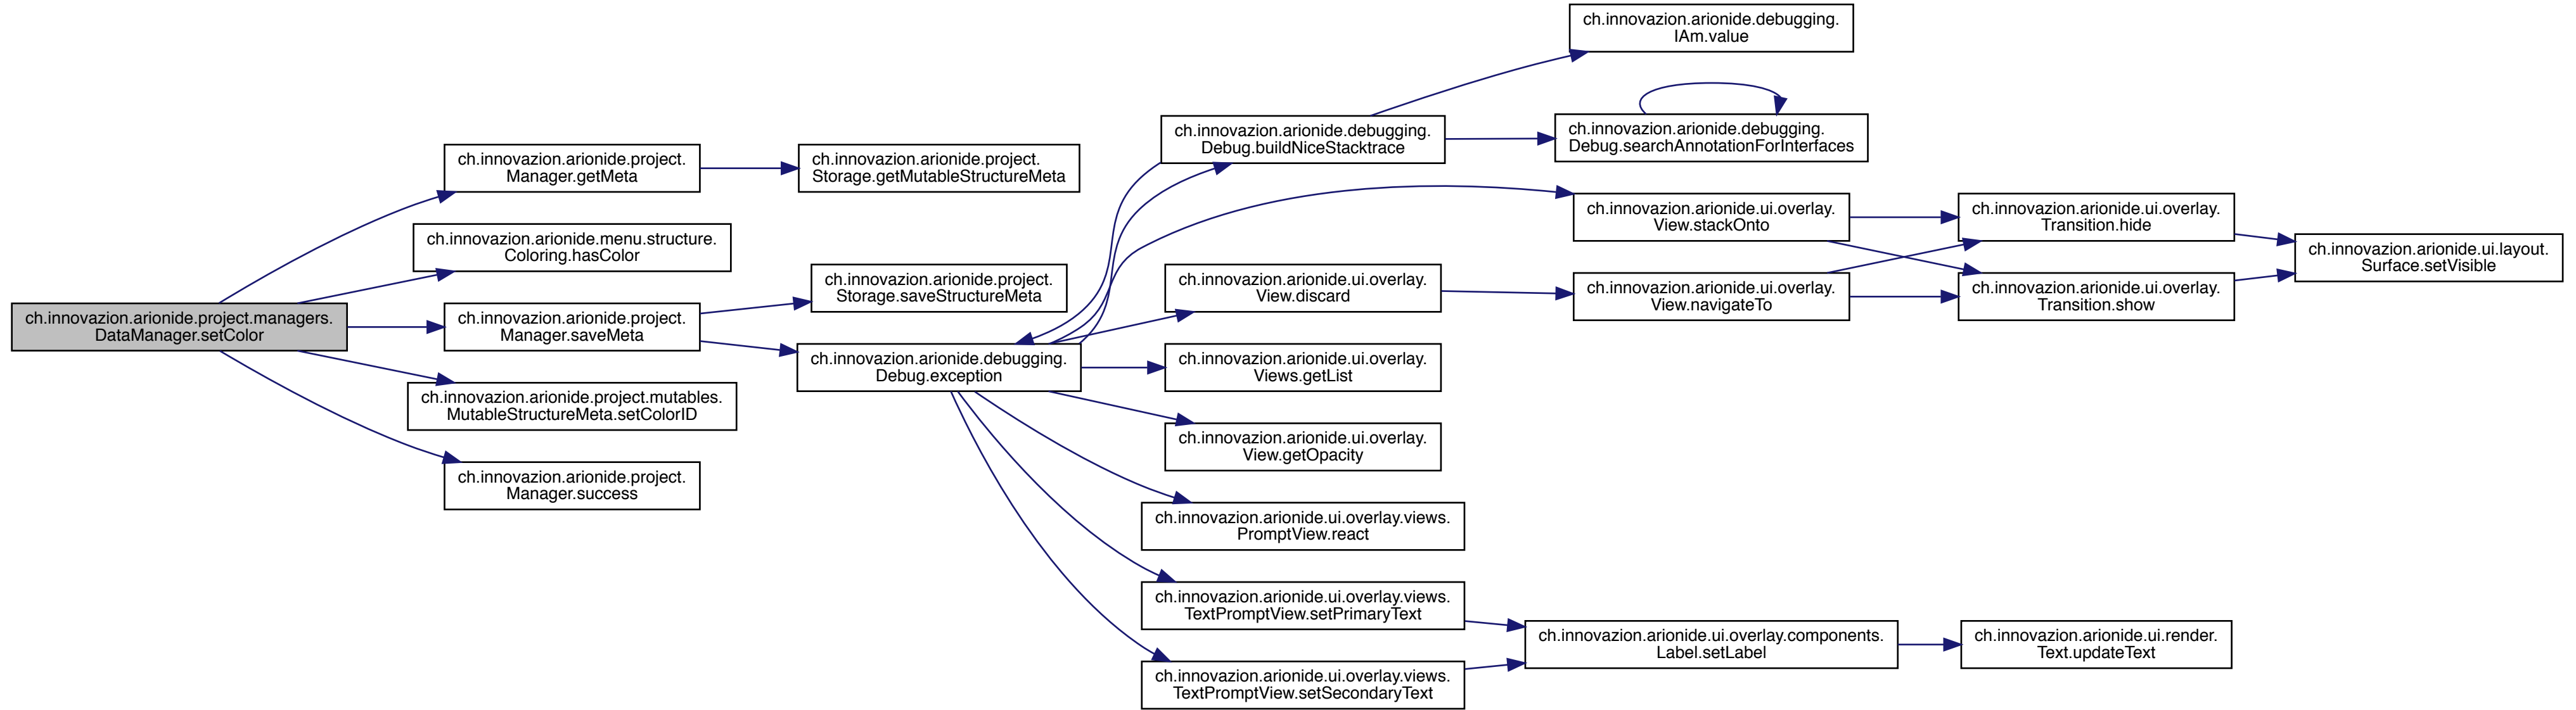 ch.innovazion.arionide.project.managers.
DataManager.setColor
ch.innovazion.arionide.project.
Manager.getMeta
ch.innovazion.arionide.project.
Storage.getMutableStructureMeta
ch.innovazion.arionide.menu.structure.
Coloring.hasColor
ch.innovazion.arionide.project.
Manager.saveMeta
ch.innovazion.arionide.project.
Storage.saveStructureMeta
ch.innovazion.arionide.debugging.
Debug.exception
ch.innovazion.arionide.debugging.
Debug.buildNiceStacktrace
ch.innovazion.arionide.debugging.
IAm.value
ch.innovazion.arionide.debugging.
Debug.searchAnnotationForInterfaces
ch.innovazion.arionide.ui.overlay.
View.stackOnto
ch.innovazion.arionide.ui.overlay.
Transition.hide
ch.innovazion.arionide.ui.layout.
Surface.setVisible
ch.innovazion.arionide.ui.overlay.
View.discard
ch.innovazion.arionide.ui.overlay.
View.navigateTo
ch.innovazion.arionide.ui.overlay.
Transition.show
ch.innovazion.arionide.ui.overlay.
Views.getList
ch.innovazion.arionide.ui.overlay.
View.getOpacity
ch.innovazion.arionide.ui.overlay.views.
PromptView.react
ch.innovazion.arionide.ui.overlay.views.
TextPromptView.setPrimaryText
ch.innovazion.arionide.ui.overlay.views.
TextPromptView.setSecondaryText
ch.innovazion.arionide.ui.overlay.components.
Label.setLabel
ch.innovazion.arionide.ui.render.
Text.updateText
ch.innovazion.arionide.project.mutables.
MutableStructureMeta.setColorID
ch.innovazion.arionide.project.
Manager.success